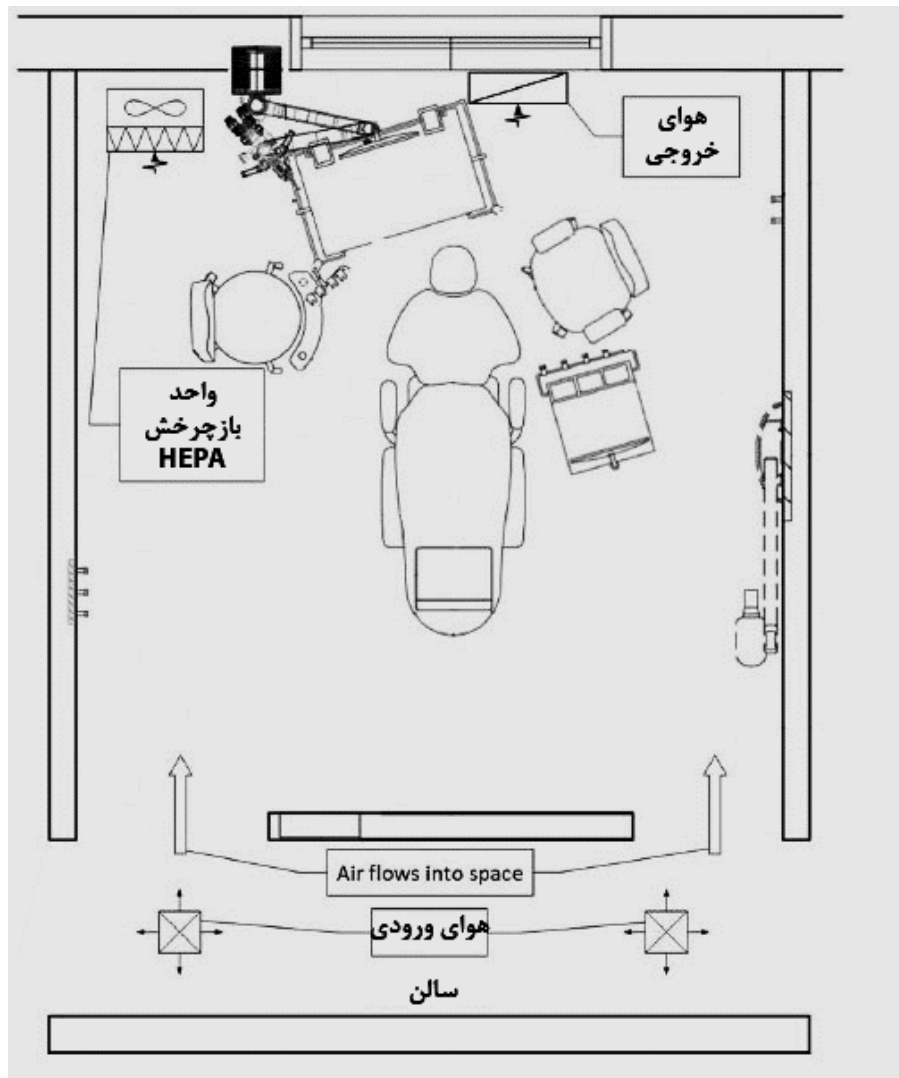 هوای
خروجی
واحد
بازچرخش
HEPA
Air flows into space
هوای ورودی
سالن